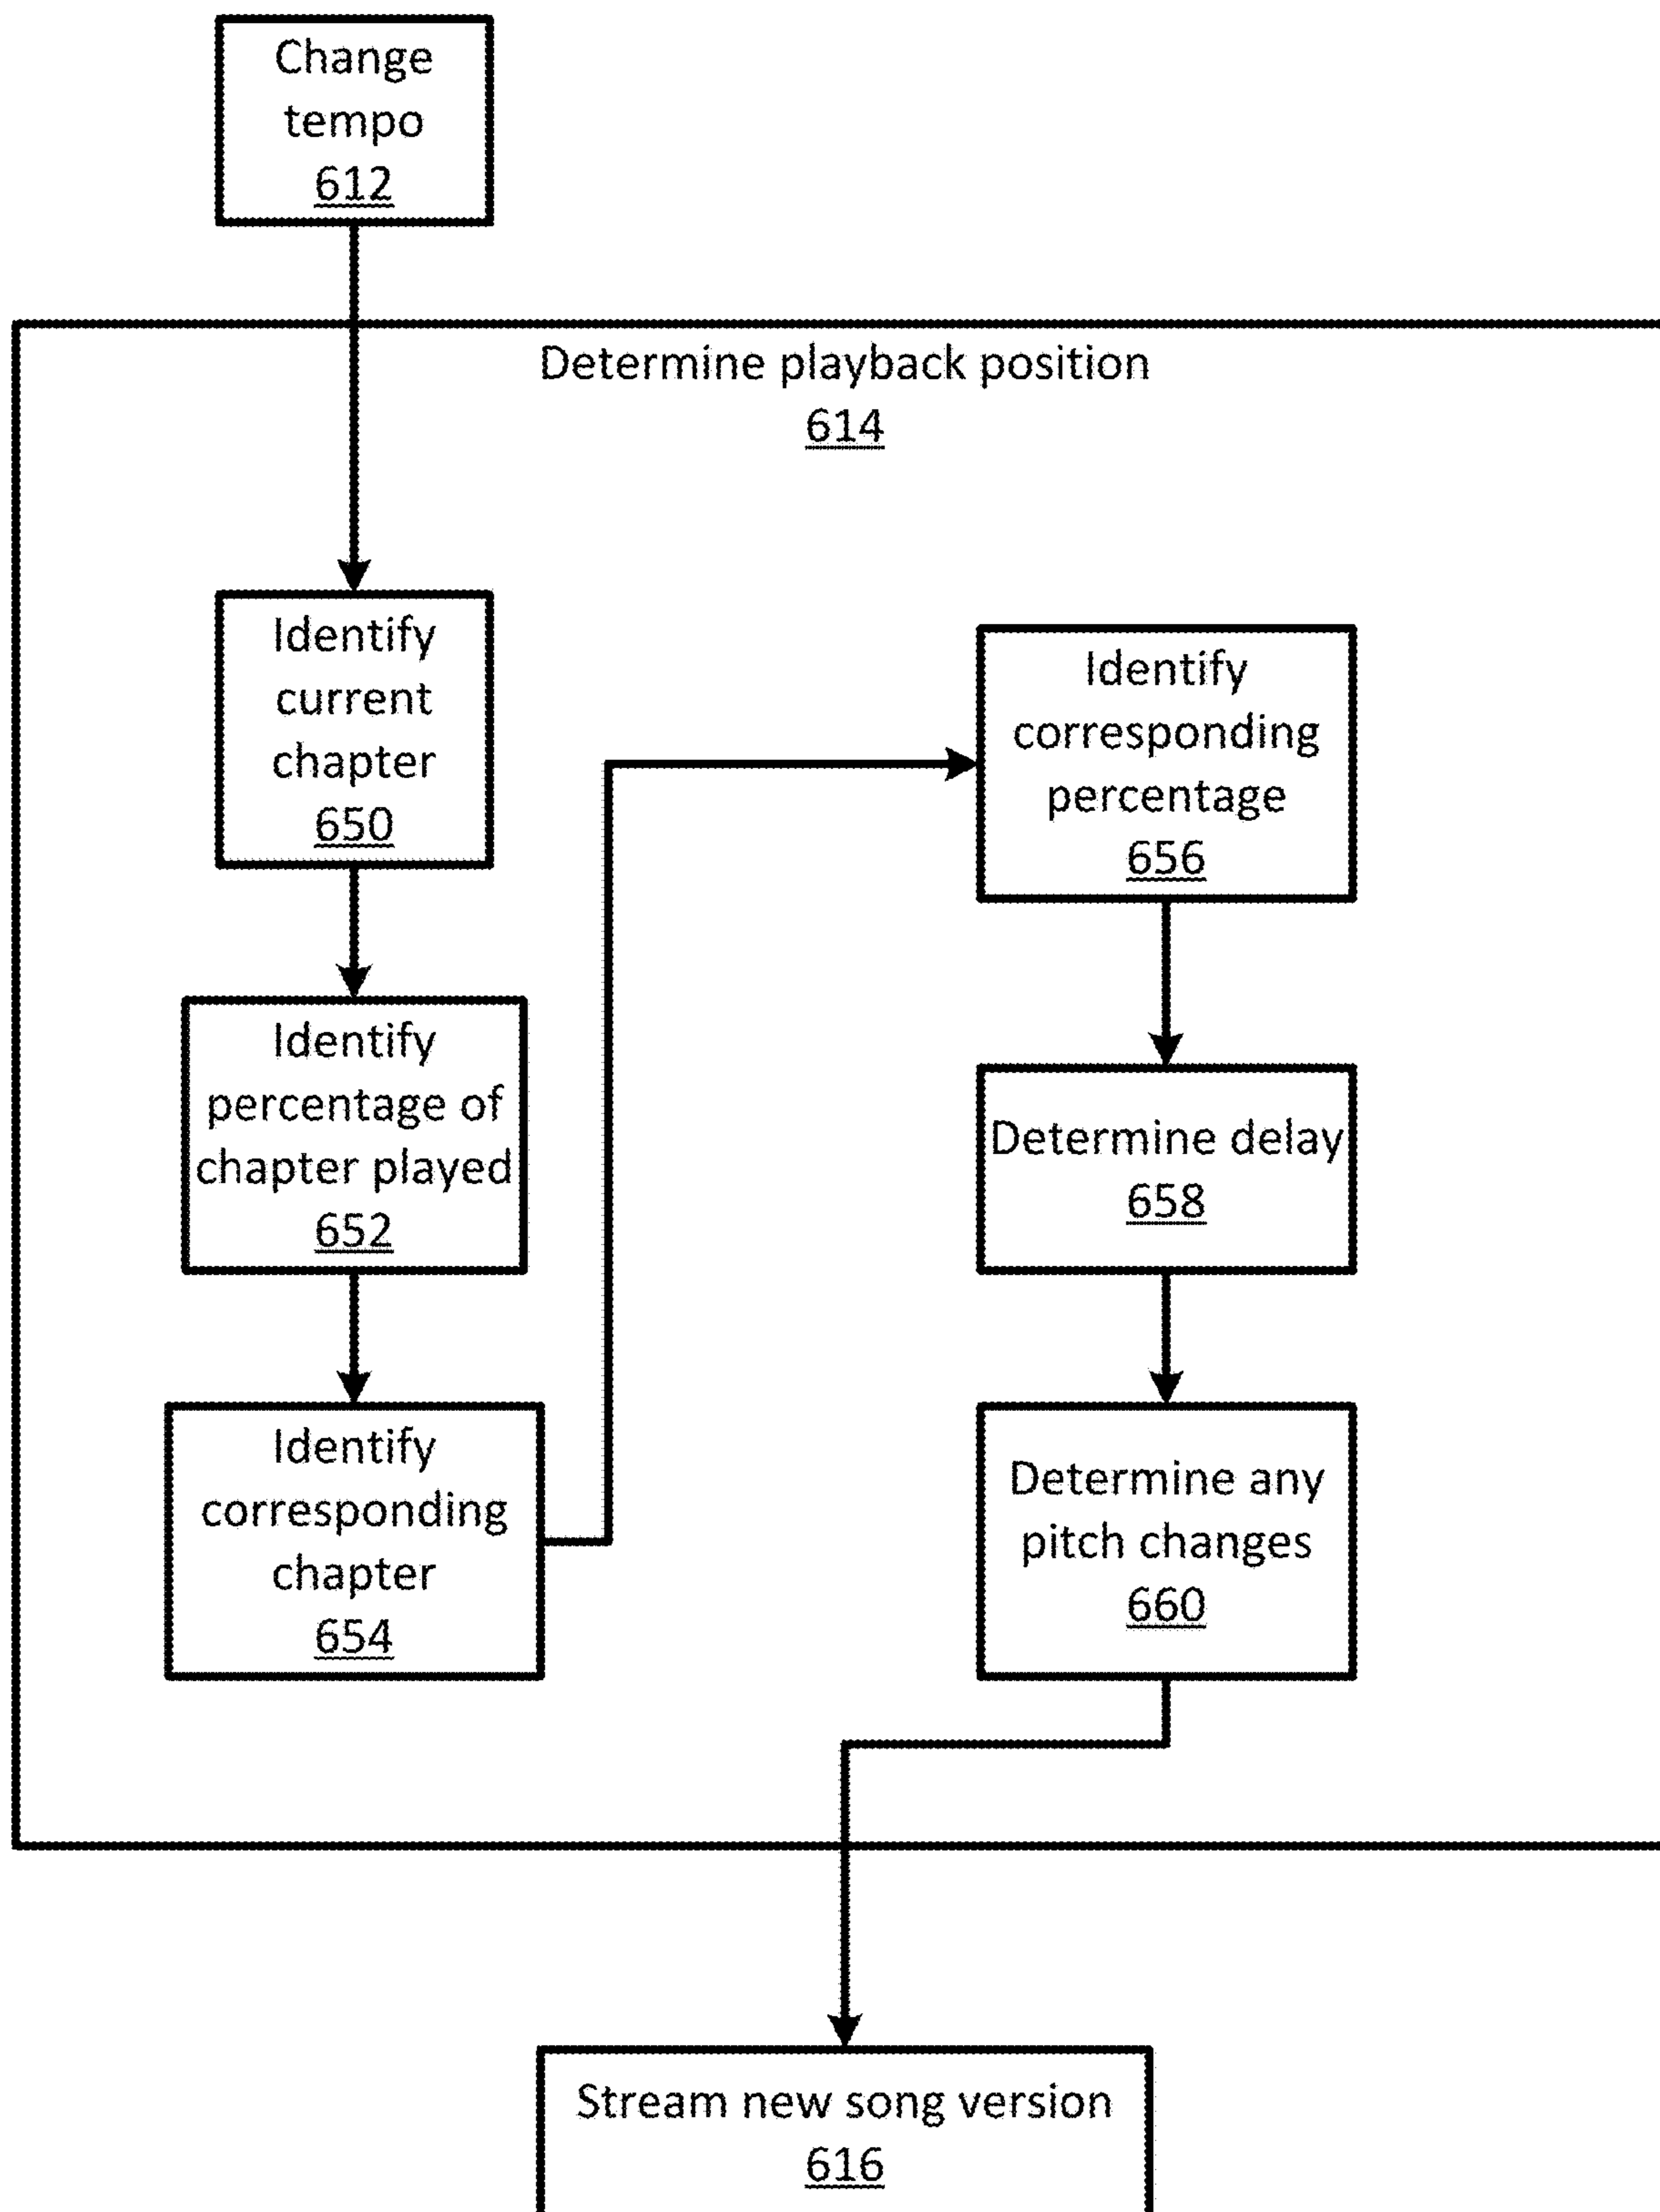 Change
tempo
612
Determine playback position
614
Identify
current
chapter
650
Identify
percentage of
chapter played
652
Identify
corresponding
chapter
654
Identify
corresponding
percentage
656
Determine delay
658
Determine any
pitch changes
660
Stream new song version
616